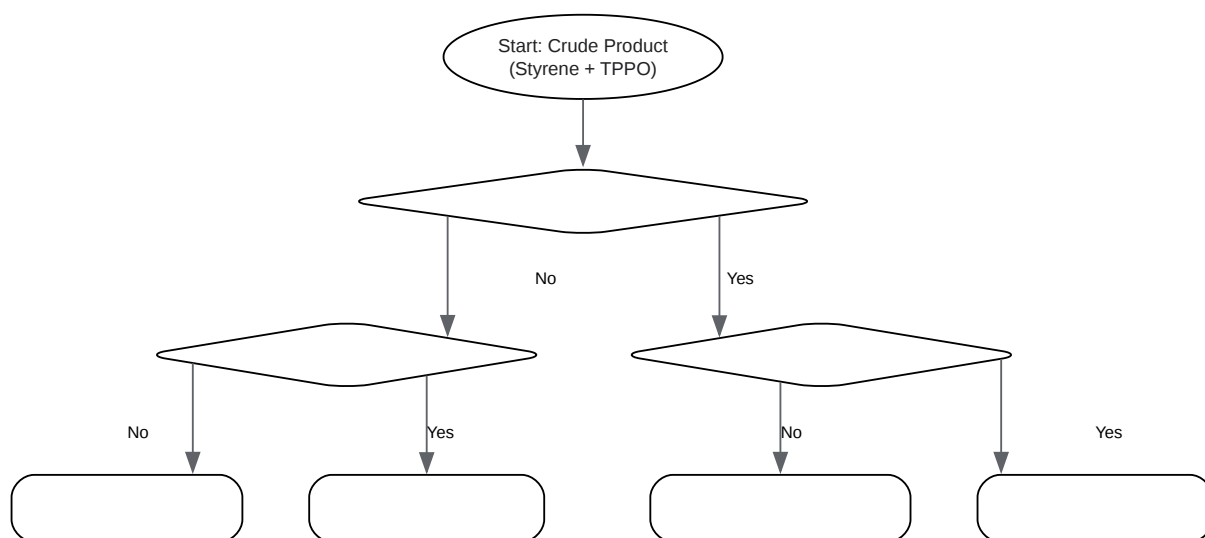 Start: Crude Product
(Styrene + TPPO)
No
Yes
No
Yes
No
Yes